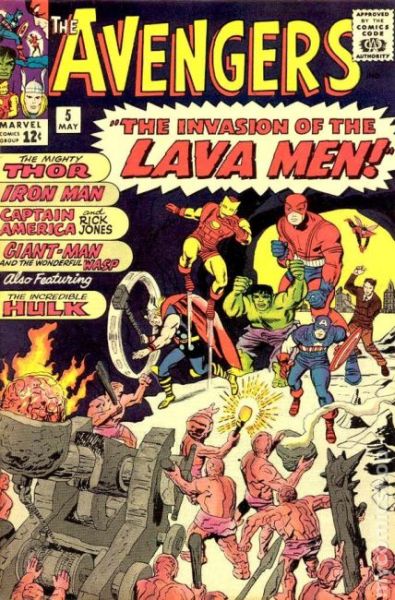 THE AVENGERS
APPROVED
BY THE
COMICS
CODE
AUTHORITY
MARVEL
COMICS
GROUP
12¢
IND.
5
MAY
"THE INVASION OF THE
LAVA MEN!"
THE MIGHTY
THOR
IRON MAN
CAPTAIN AMERICA and RICK JONES
GIANT-MAN
AND THE WONDERFUL WASP
Also Featuring
THE INCREDIBLE
HULK